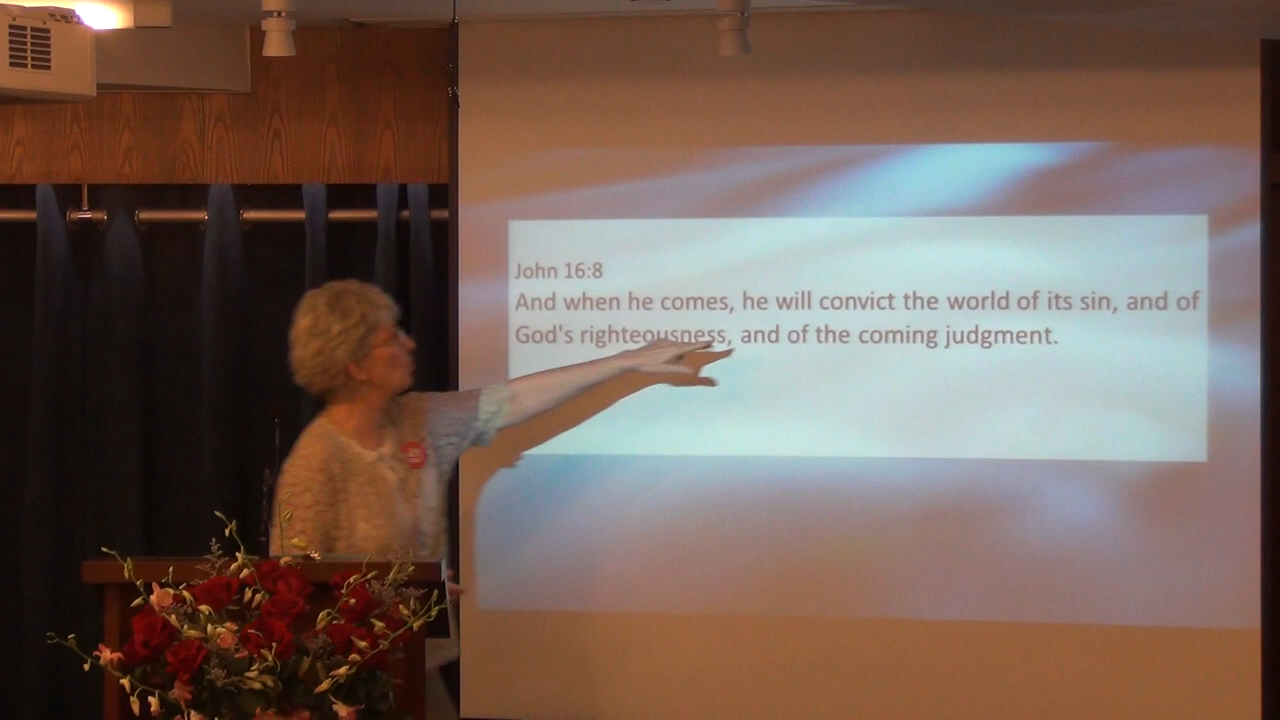 John 16:8
And when he comes, he will convict the world of its sin, and of
God's righteousness, and of the coming judgment.